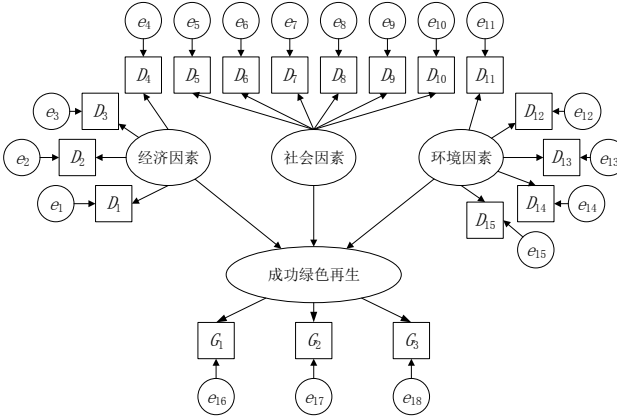 e4 e5 e6 e7 e8 e9 e10 e11
D4 D5 D6 D7 D8 D9 D10 D11
e3 D3 D12 e12
e2 D2 经济因素 社会因素 环境因素 D13 e13
e1 D1 D14 e14
D15
e15
成功绿色再生
G1 G2 G3
e16 e17 e18